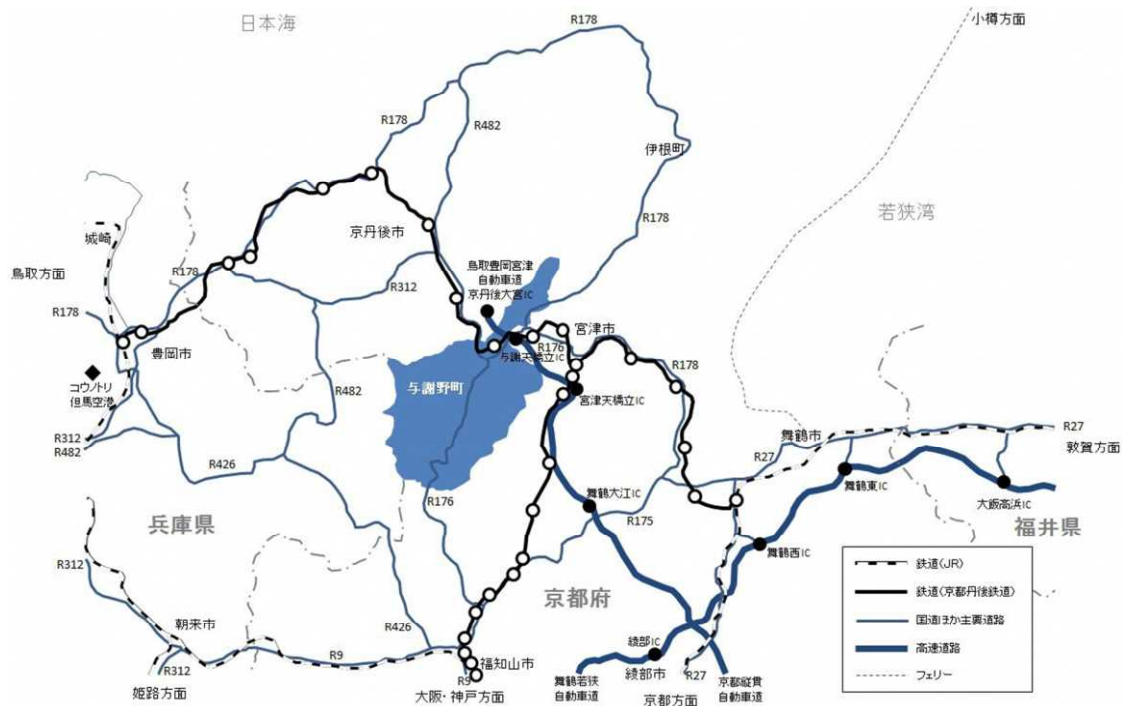 日本海
R178
小樽方面
R178
R482
伊根町
若狭湾
R178
城崎
京丹後市
鳥取方面
R178
鳥取豊岡宮津
自動車道
京丹後大宮IC
R312
R178
宮津市
豊岡市
R176
与謝天橋立IC
R178
コウノトリ
但馬空港
与謝野町
R482
宮津天橋立IC
R312
R482
舞鶴市
R27
敦賀方面
R426
R27
R176
舞鶴大江IC
舞鶴東IC
大飯高浜IC
兵庫県
R175
福井県
舞鶴西IC
R312
京都府
鉄道(JR)
鉄道(京都丹後鉄道)
国道ほか主要道路
高速道路
フェリー
朝来市
R426
R9
綾部IC
福知山市
綾部市
R312
R9
R27
姫路方面
大阪・神戸方面
舞鶴若狭
自動車道
京都方面
京都縦貫
自動車道